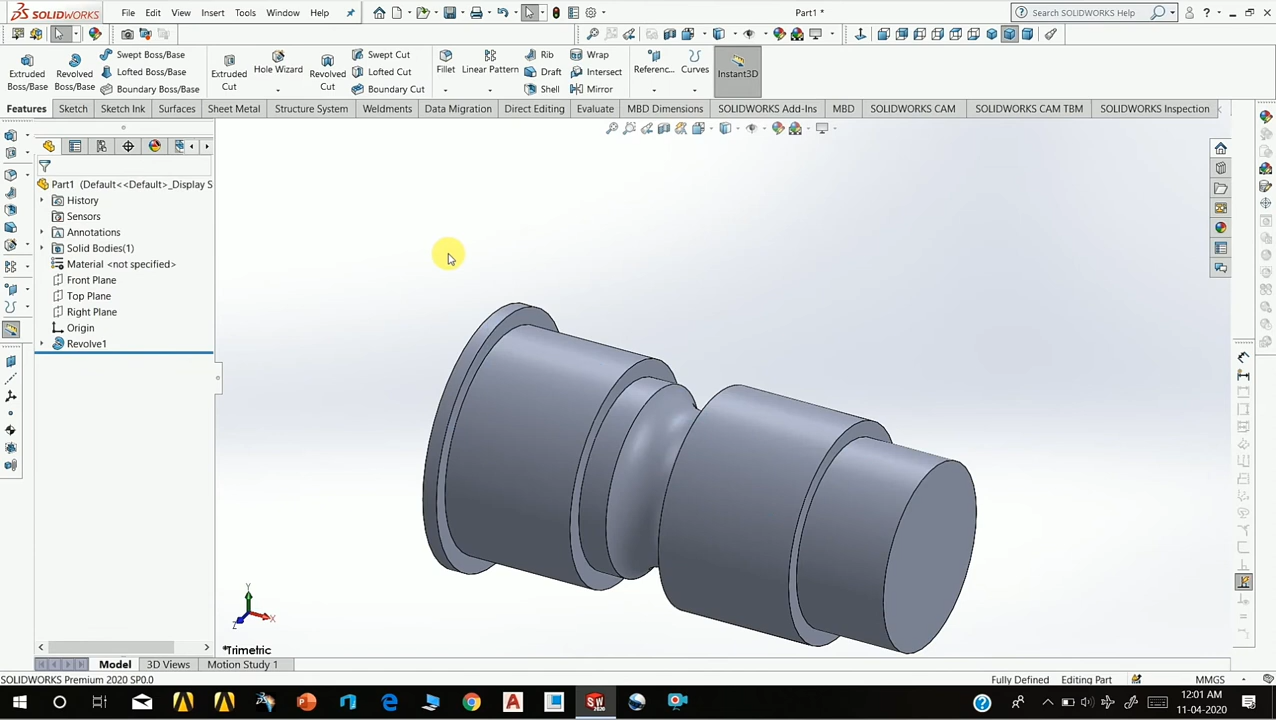 SOLIDWORKS File Edit View Insert Tools Window Help Part1 * Search SOLIDWORKS Help
Extruded Boss/Base
Revolved Boss/Base
Swept Boss/Base
Lofted Boss/Base
Boundary Boss/Base
Extruded Cut
Hole Wizard
Revolved Cut
Swept Cut
Lofted Cut
Boundary Cut
Fillet
Linear Pattern
Rib
Draft
Shell
Wrap
Intersect
Mirror
Referenc...
Curves
Instant3D
Features Sketch Sketch Ink Surfaces Sheet Metal Structure System Weldments Data Migration Direct Editing Evaluate MBD Dimensions SOLIDWORKS Add-Ins MBD SOLIDWORKS CAM SOLIDWORKS CAM TBM SOLIDWORKS Inspection
Part1 (Default<<Default>_Display S
History
Sensors
Annotations
Solid Bodies(1)
Material <not specified>
Front Plane
Top Plane
Right Plane
Origin
Revolve1
Y
X
Z
*Trimetric
Model 3D Views Motion Study 1
SOLIDWORKS Premium 2020 SP0.0 Fully Defined Editing Part MMGS
12:01 AM
11-04-2020